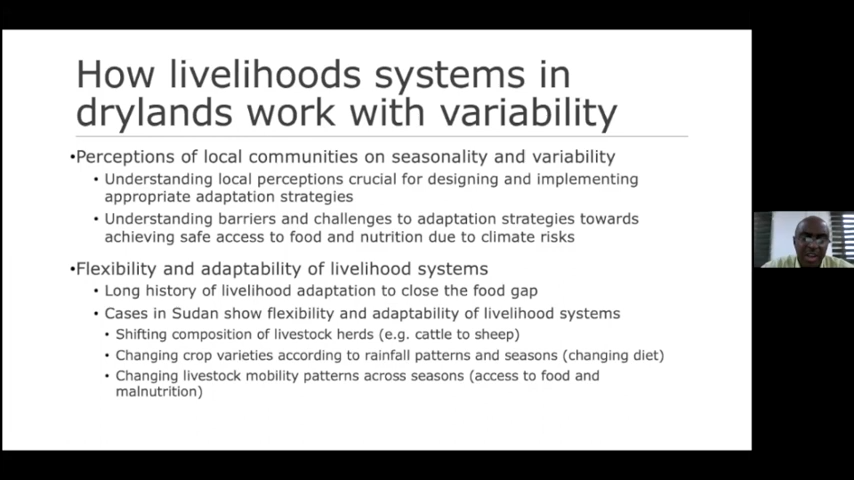 How livelihoods systems in
drylands work with variability
•Perceptions of local communities on seasonality and variability
• Understanding local perceptions crucial for designing and implementing
appropriate adaptation strategies
• Understanding barriers and challenges to adaptation strategies towards
achieving safe access to food and nutrition due to climate risks
•Flexibility and adaptability of livelihood systems
• Long history of livelihood adaptation to close the food gap
• Cases in Sudan show flexibility and adaptability of livelihood systems
• Shifting composition of livestock herds (e.g. cattle to sheep)
• Changing crop varieties according to rainfall patterns and seasons (changing diet)
• Changing livestock mobility patterns across seasons (access to food and
malnutrition)